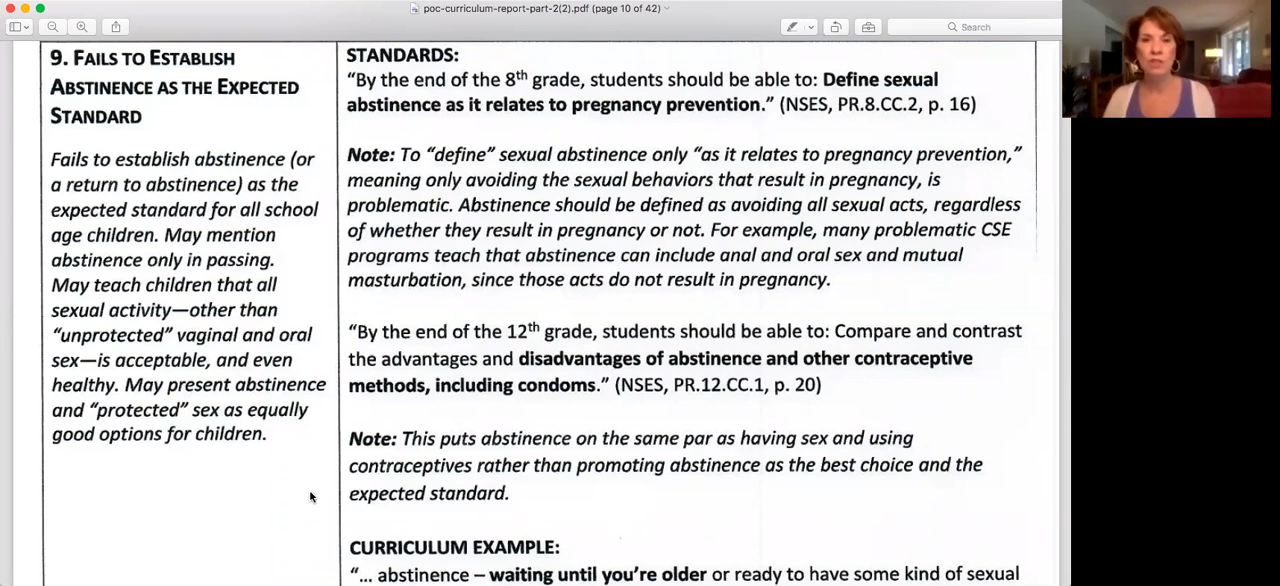 poc-curriculum-report-part-2(2).pdf (page 10 of 42)
Search
9. FAILS TO ESTABLISH
ABSTINENCE AS THE EXPECTED
STANDARD
Fails to establish abstinence (or
a return to abstinence) as the
expected standard for all school
age children. May mention
abstinence only in passing.
May teach children that all
sexual activity—other than
“unprotected” vaginal and oral
sex—is acceptable, and even
healthy. May present abstinence
and “protected” sex as equally
good options for children.
STANDARDS:
“By the end of the 8th grade, students should be able to: Define sexual
abstinence as it relates to pregnancy prevention.” (NSES, PR.8.CC.2, p. 16)
Note: To “define” sexual abstinence only “as it relates to pregnancy prevention,”
meaning only avoiding the sexual behaviors that result in pregnancy, is
problematic. Abstinence should be defined as avoiding all sexual acts, regardless
of whether they result in pregnancy or not. For example, many problematic CSE
programs teach that abstinence can include anal and oral sex and mutual
masturbation, since those acts do not result in pregnancy.
“By the end of the 12th grade, students should be able to: Compare and contrast
the advantages and disadvantages of abstinence and other contraceptive
methods, including condoms.” (NSES, PR.12.CC.1, p. 20)
Note: This puts abstinence on the same par as having sex and using
contraceptives rather than promoting abstinence as the best choice and the
expected standard.
CURRICULUM EXAMPLE:
“... abstinence – waiting until you’re older or ready to have some kind of sexual